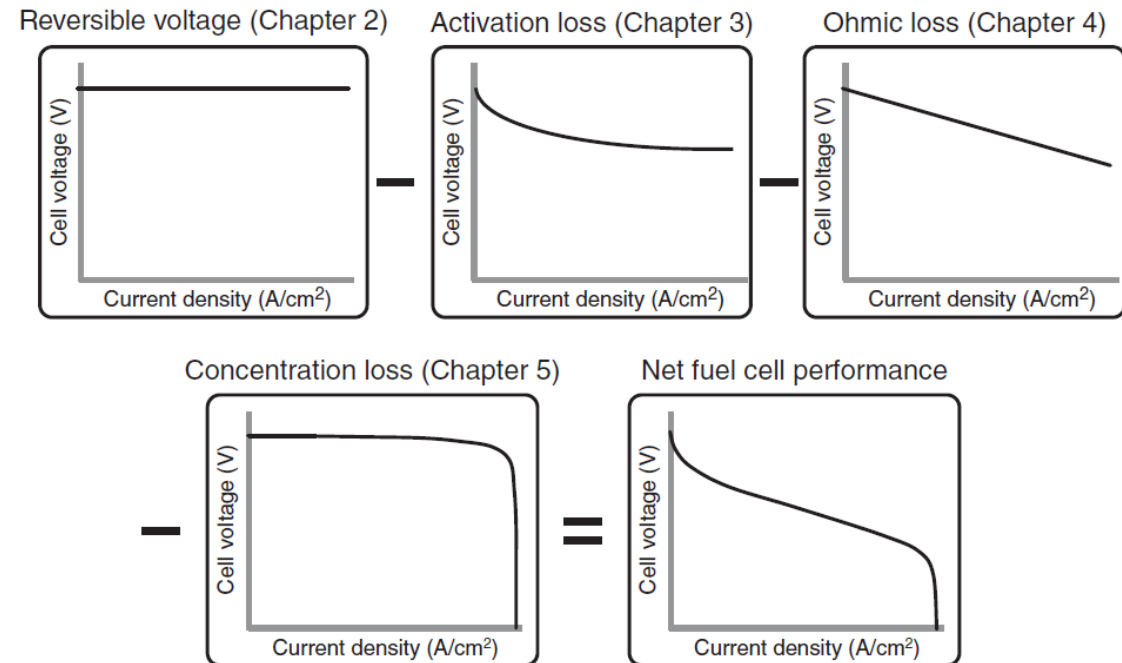 Reversible voltage (Chapter 2)
Cell voltage (V)
Current density (A/cm²)
−
Activation loss (Chapter 3)
Cell voltage (V)
Current density (A/cm²)
−
Ohmic loss (Chapter 4)
Cell voltage (V)
Current density (A/cm²)
−
Concentration loss (Chapter 5)
Cell voltage (V)
Current density (A/cm²)
=
Net fuel cell performance
Cell voltage (V)
Current density (A/cm²)